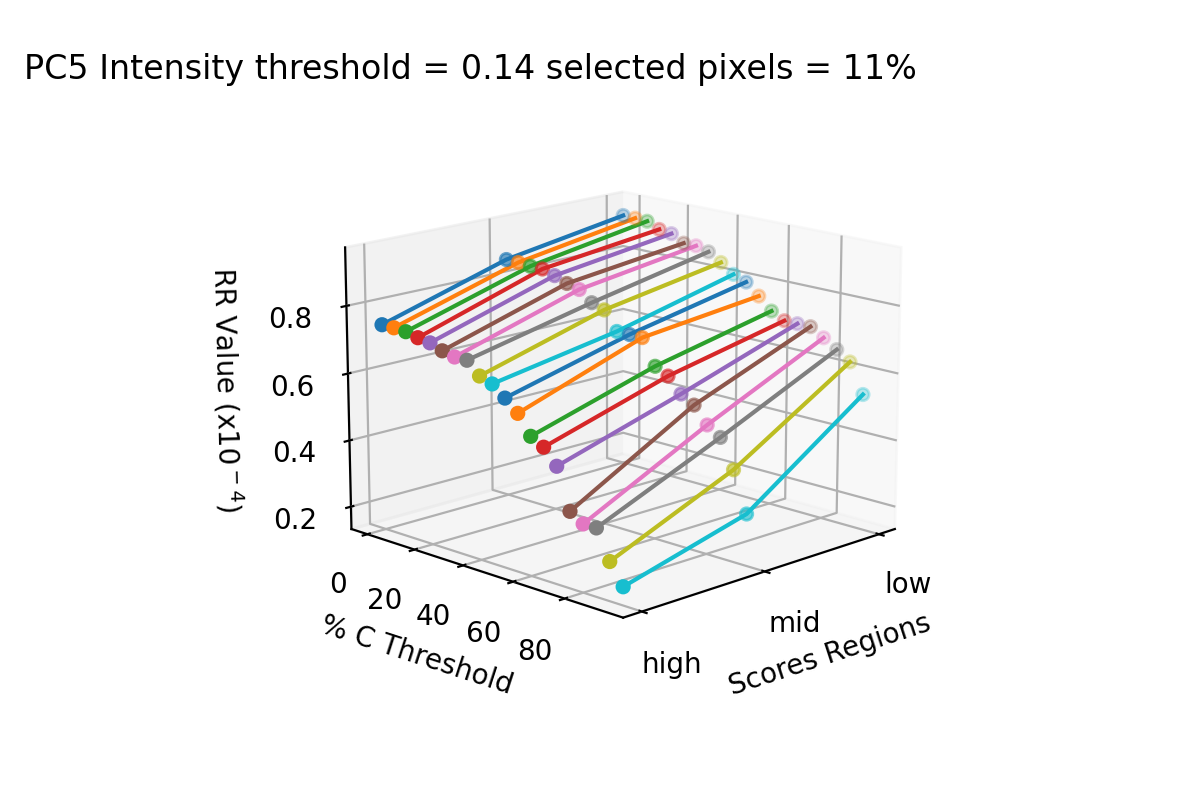 PC5 Intensity threshold = 0.14 selected pixels = 11%
RR Value (x10⁻⁴)
0.8
0.6
0.4
0.2
0
20
40
60
80
% C Threshold
high
mid
low
Scores Regions